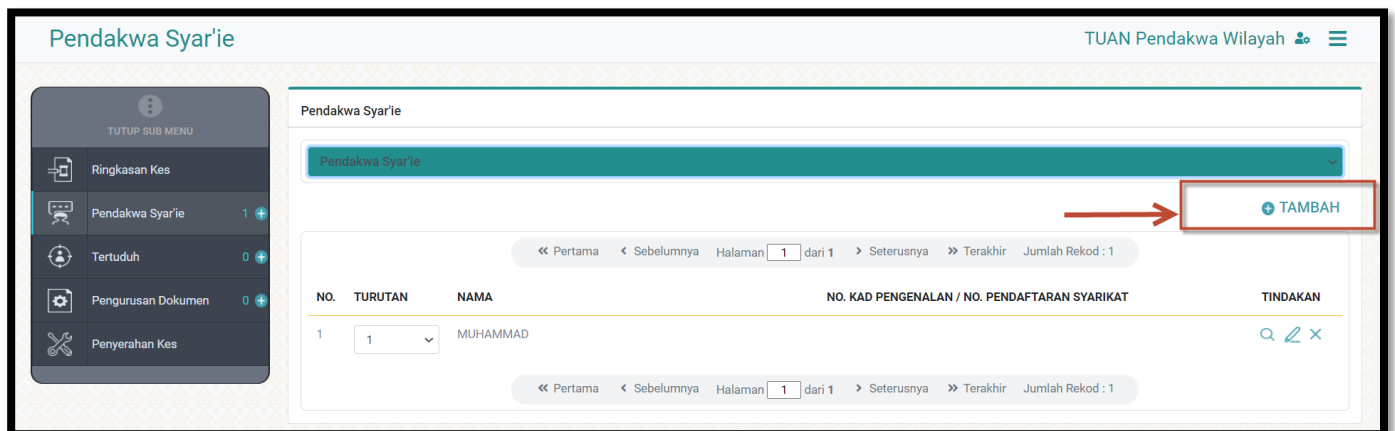 Pendakwa Syar'ie
TUAN Pendakwa Wilayah
TUTUP SUB MENU
Ringkasan Kes
Pendakwa Syar'ie 1
Tertuduh 0
Pengurusan Dokumen 0
Penyerahan Kes
Pendakwa Syar'ie
Pendakwa Syar'ie
TAMBAH
Pertama Sebelumnya Halaman 1 dari 1 Seterusnya Terakhir Jumlah Rekod : 1
NO. TURUTAN NAMA NO. KAD PENGENALAN / NO. PENDAFTARAN SYARIKAT TINDAKAN
1 1 MUHAMMAD
Pertama Sebelumnya Halaman 1 dari 1 Seterusnya Terakhir Jumlah Rekod : 1